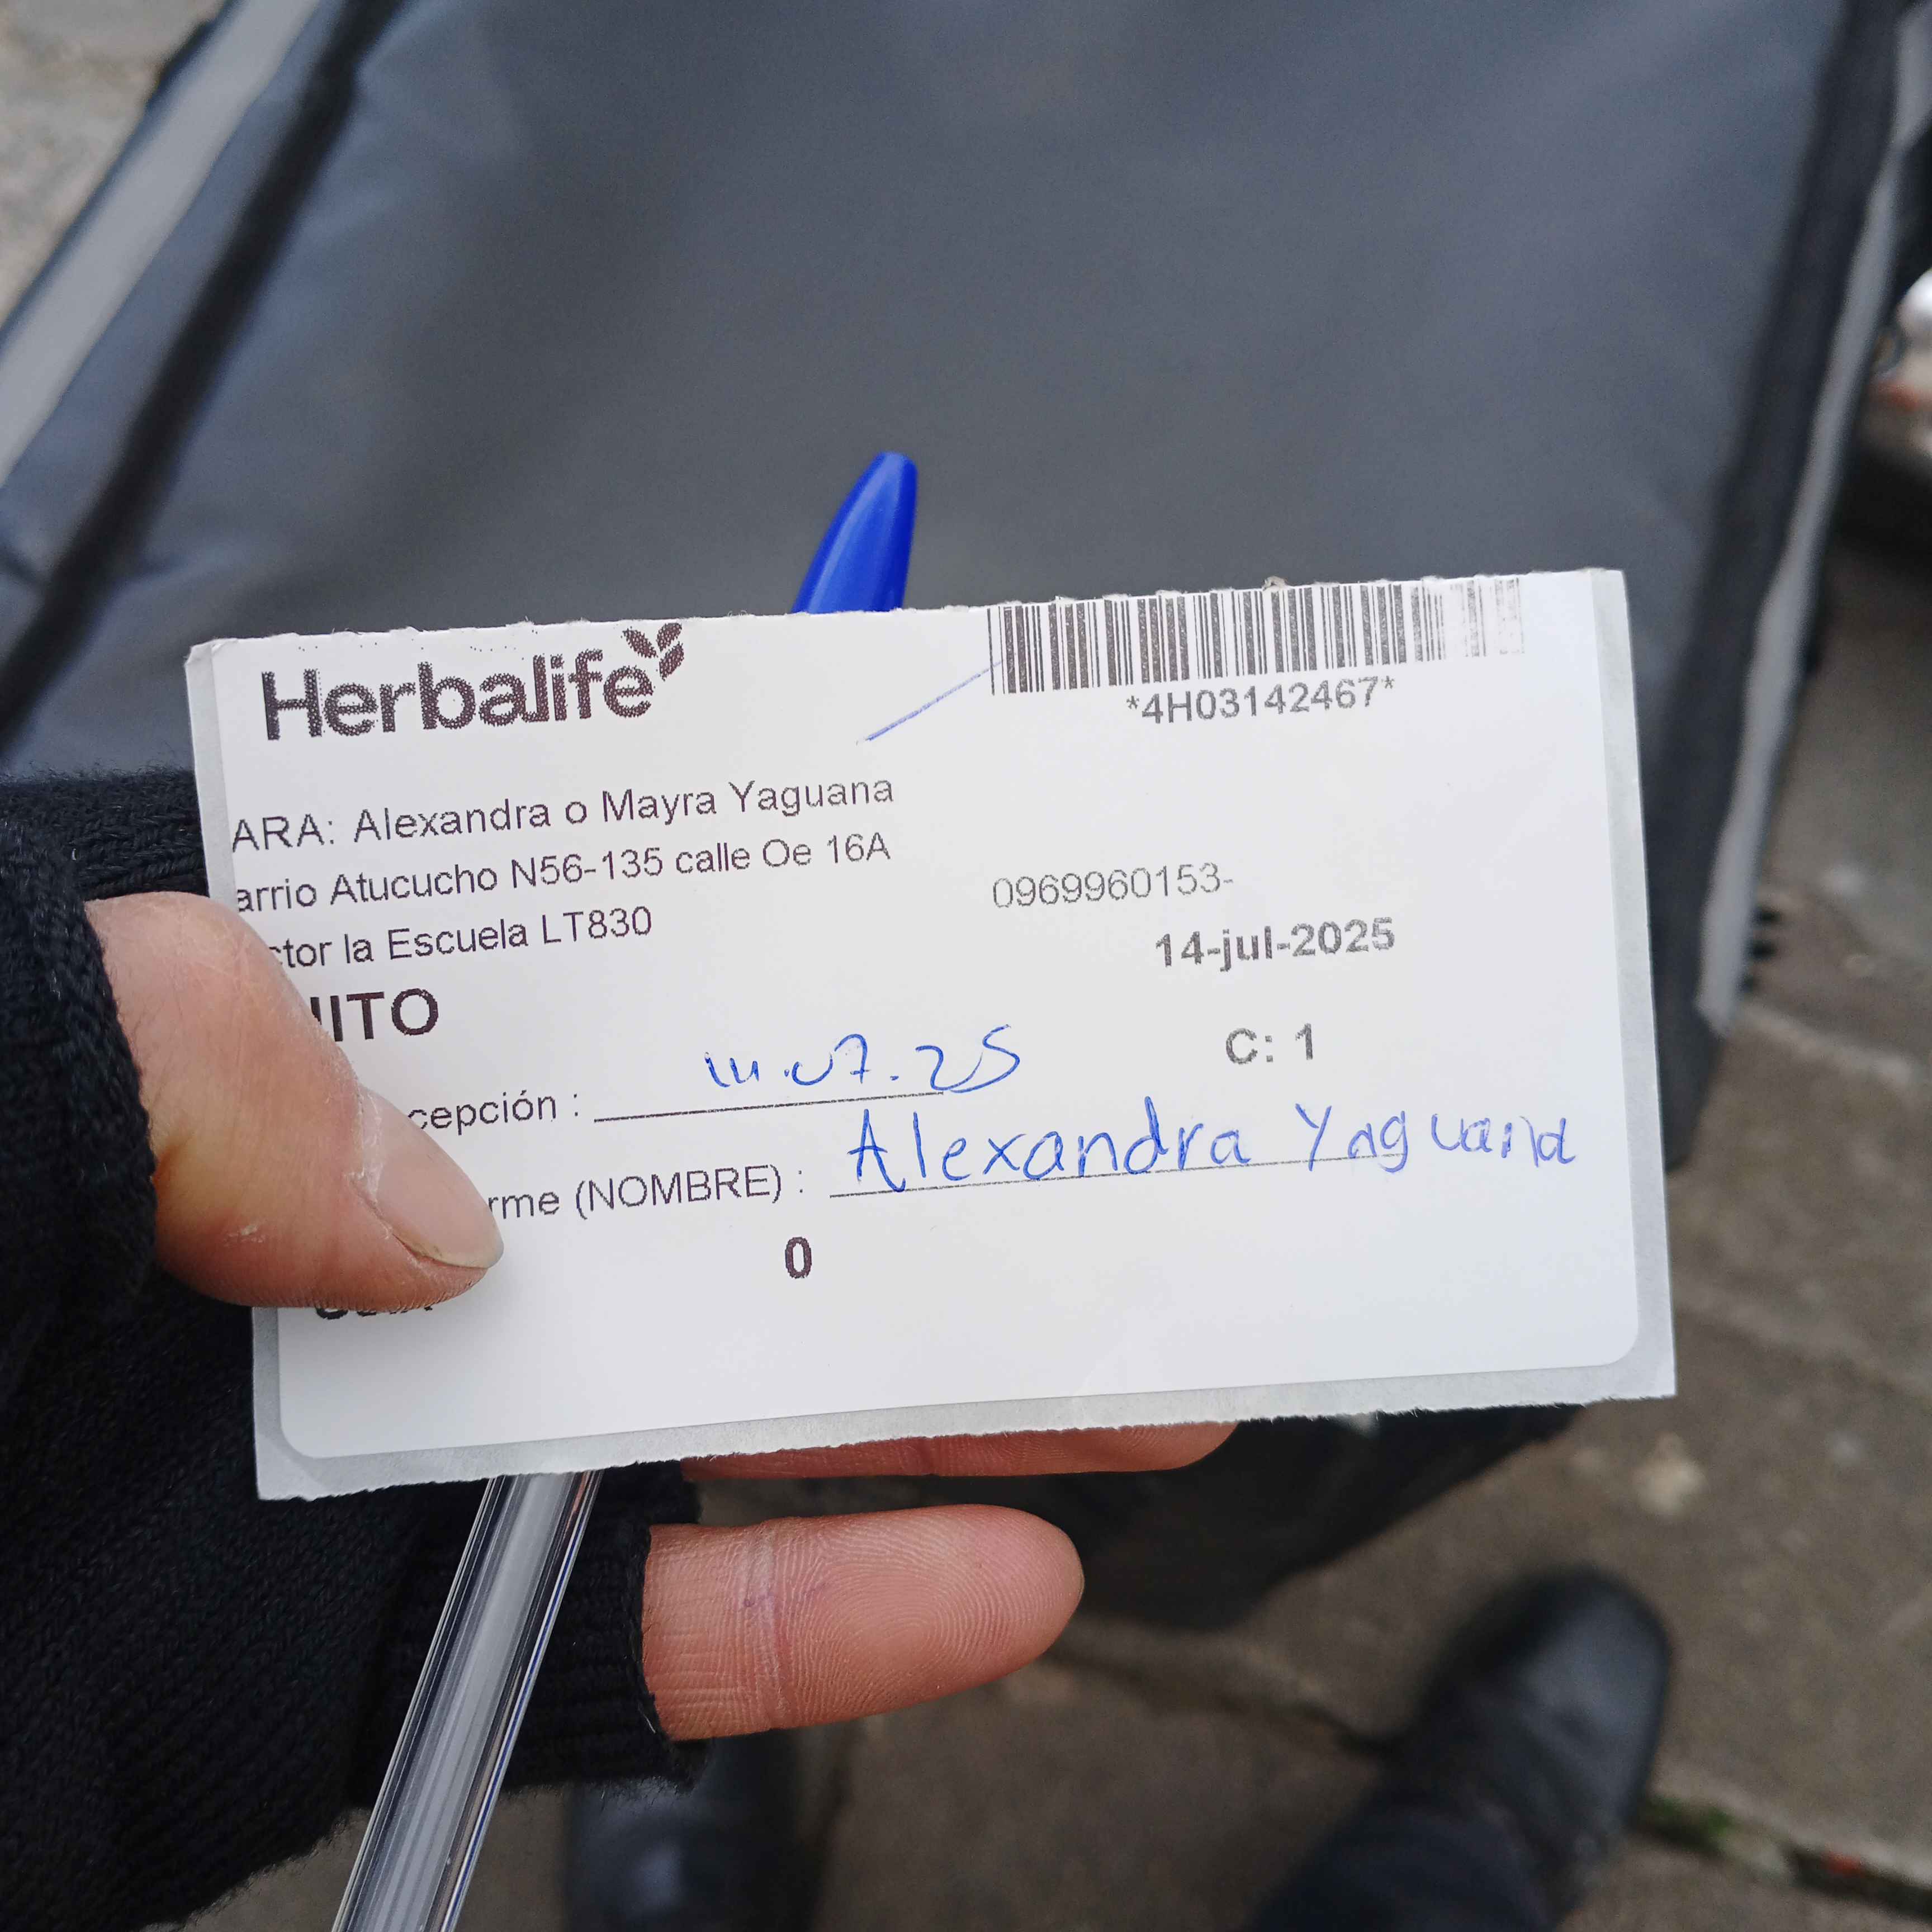 Herbalife
*4H03142467*
ARA: Alexandra o Mayra Yaguana
arrio Atucucho N56-135 calle Oe 16A
0969960153-
ctor la Escuela LT830
14-jul-2025
UITO
C: 1
cepción : 14.07.25
rme (NOMBRE) : Alexandra Yaguana
0